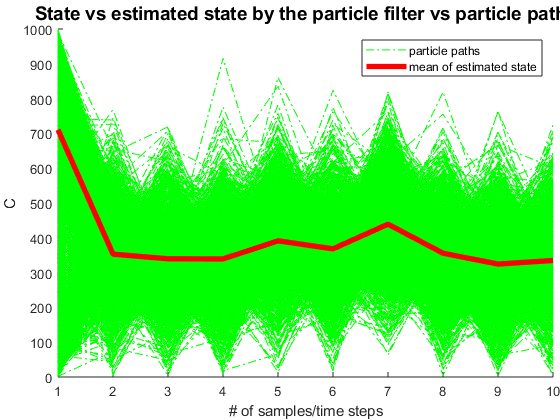 State vs estimated state by the particle filter vs particle path
particle paths
mean of estimated state
1000
900
800
700
600
500
400
300
200
100
0
C
1 2 3 4 5 6 7 8 9 10
# of samples/time steps